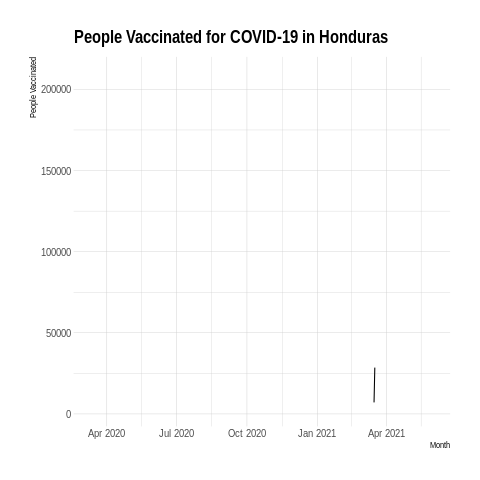 People Vaccinated for COVID-19 in Honduras
People Vaccinated
200000
150000
100000
50000
0
Apr 2020 Jul 2020 Oct 2020 Jan 2021 Apr 2021
Month